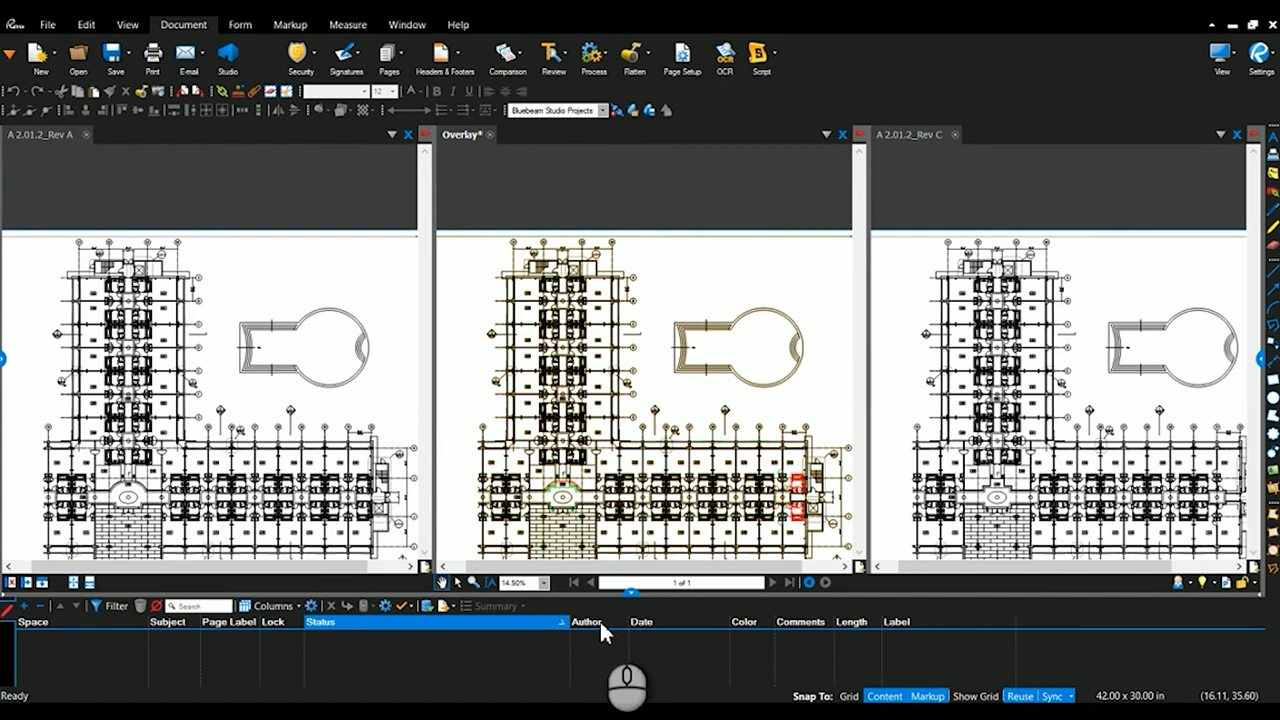 Revu File Edit View Document Form Markup Measure Window Help
New Open Save Print E-mail Studio Security Signatures Pages Headers & Footers Comparison Review Process Flatten Page Setup OCR Script View Settings
12
Bluebeam Studio Projects
A 2.01.2_Rev A Overlay* A 2.01.2_Rev C
14.50% 1 of 1
Filter Search Columns Summary
Space Subject Page Label Lock Status Author Date Color Comments Length Label
Ready Snap To: Grid Content Markup Show Grid Reuse Sync 42.00 x 30.00 in (16.11, 35.60)